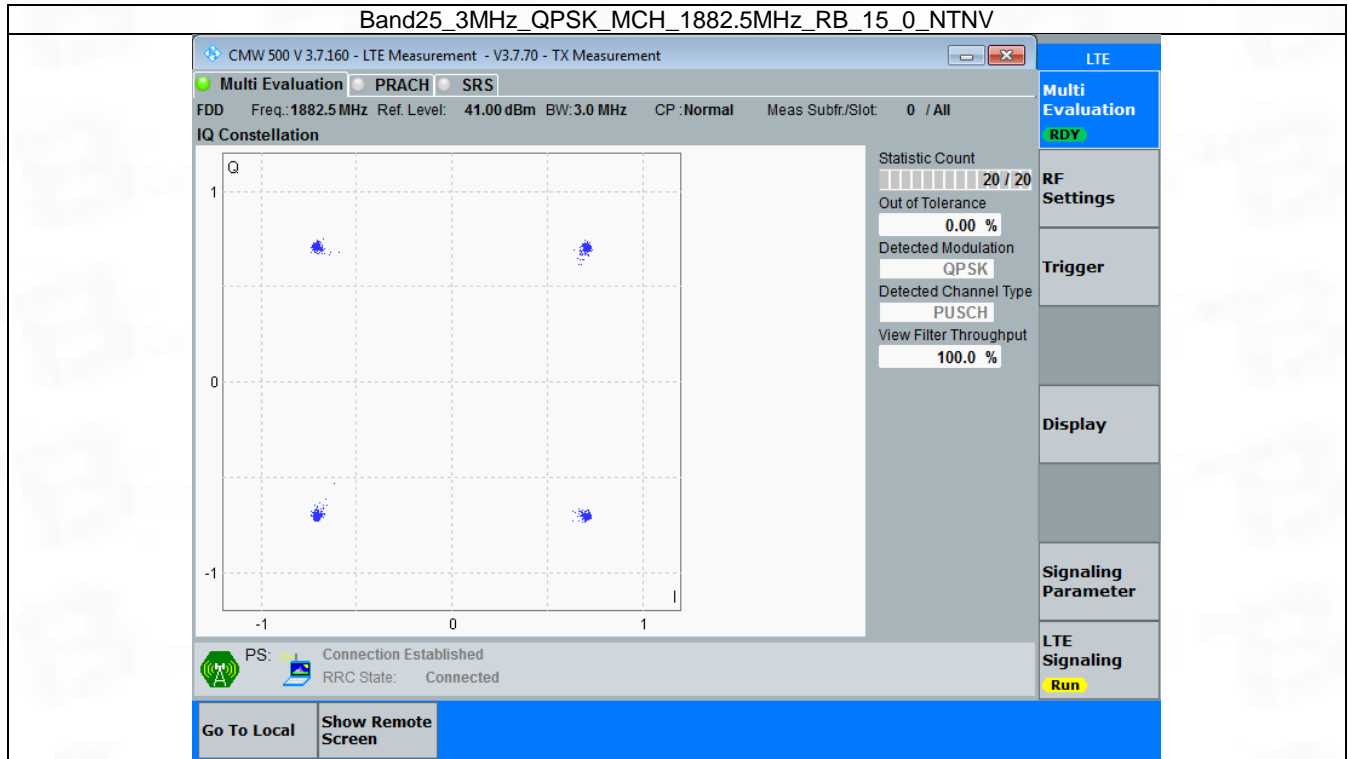 Band25_3MHz_QPSK_MCH_1882.5MHz_RB_15_0_NTNV
CMW 500 V 3.7.160 - LTE Measurement - V3.7.70 - TX Measurement
LTE
Multi Evaluation PRACH SRS
FDD Freq.:1882.5 MHz Ref. Level: 41.00 dBm BW:3.0 MHz CP :Normal Meas Subfr./Slot: 0 / All
IQ Constellation
Q
1
0
-1
I
-1 0 1
Statistic Count
20 / 20
Out of Tolerance
0.00 %
Detected Modulation
QPSK
Detected Channel Type
PUSCH
View Filter Throughput
100.0 %
Multi
Evaluation
RDY
RF
Settings
Trigger
Display
Signaling
Parameter
LTE
Signaling
Run
PS: Connection Established
RRC State: Connected
Go To Local
Show Remote
Screen